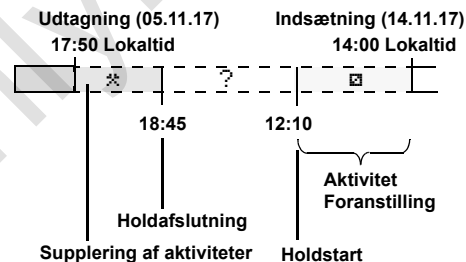 Udtagning (05.11.17) Indsætning (14.11.17)
17:50 Lokaltid 14:00 Lokaltid
?
18:45 12:10
Aktivitet
Foranstilling
Holdafslutning
Supplering af aktiviteter Holdstart